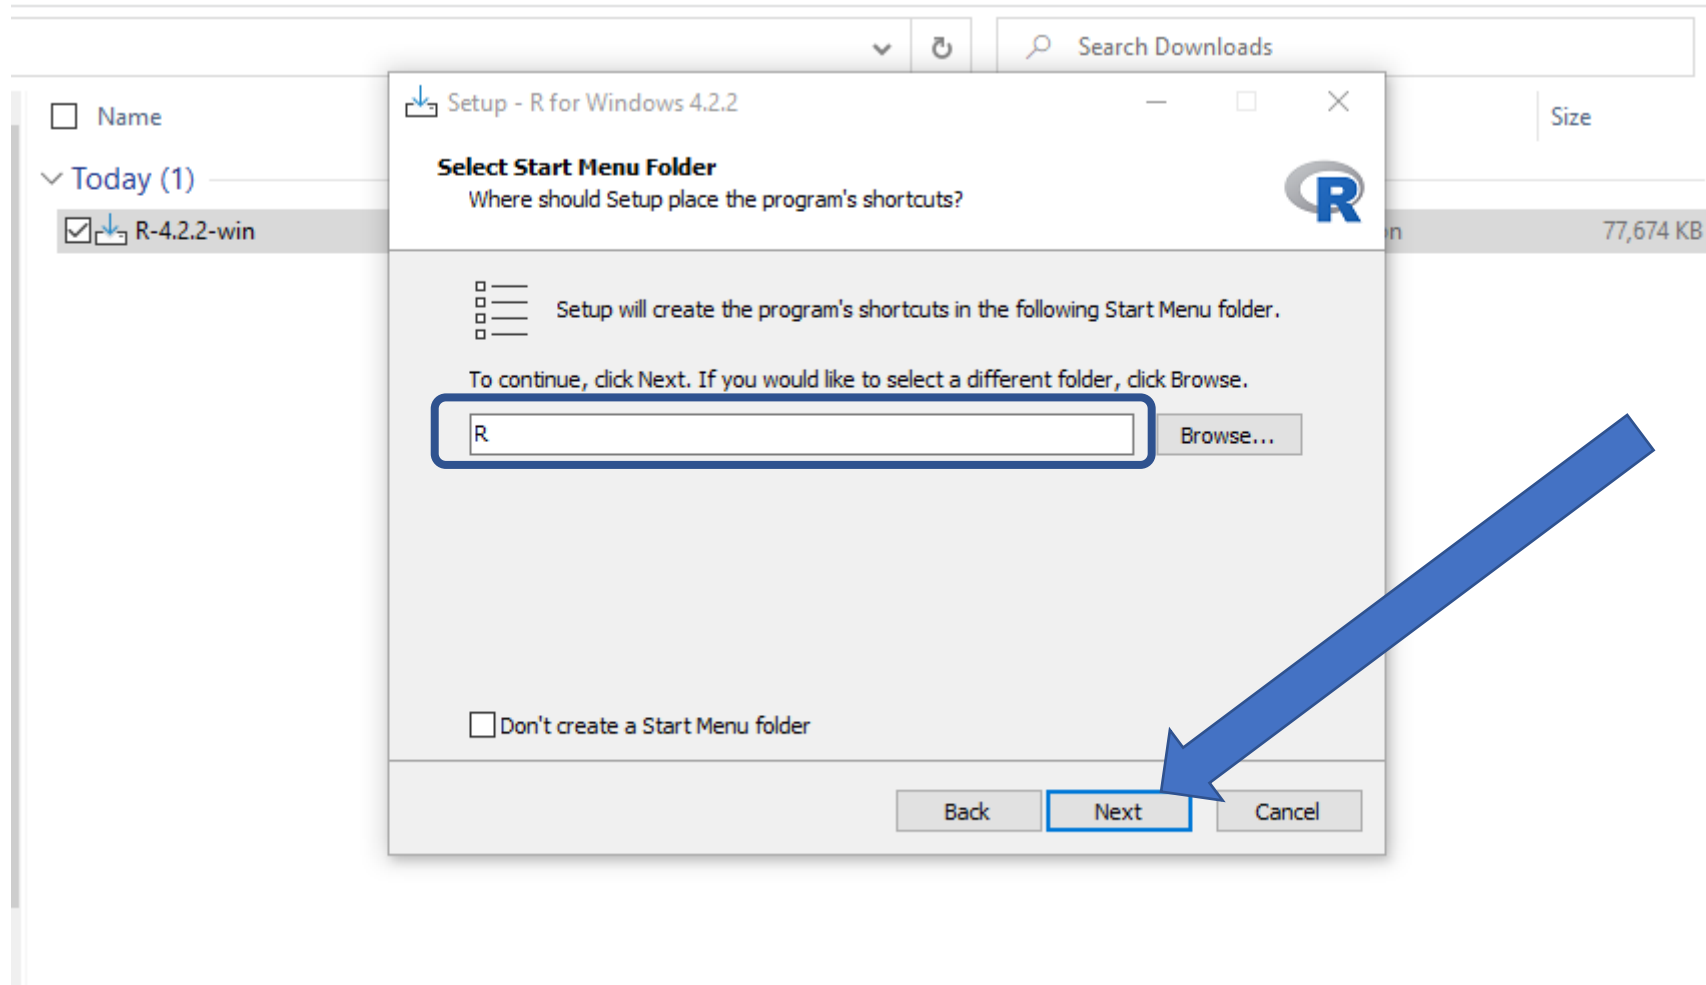 Search Downloads
Name
Size
Today (1)
R-4.2.2-win
on
77,674 KB
Setup - R for Windows 4.2.2
Select Start Menu Folder
Where should Setup place the program's shortcuts?
R
Setup will create the program's shortcuts in the following Start Menu folder.
To continue, click Next. If you would like to select a different folder, click Browse.
R
Browse...
Don't create a Start Menu folder
Back
Next
Cancel